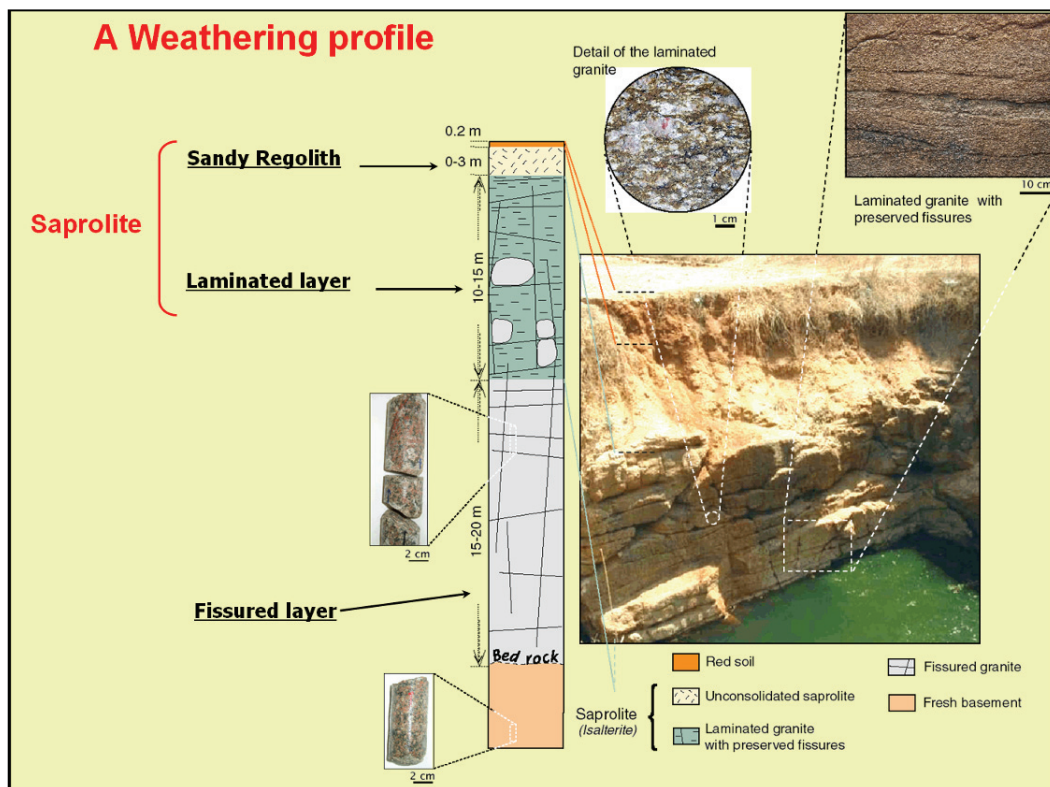 A Weathering profile
Detail of the laminated
granite
1 cm
10 cm
Laminated granite with
preserved fissures
0.2 m
Sandy Regolith
0-3 m
Saprolite
Laminated layer
10-15 m
2 cm
15-20 m
Fissured layer
Bed rock
2 cm
Red soil
Fissured granite
Saprolite
(Isalterite)
Unconsolidated saprolite
Fresh basement
Laminated granite
with preserved fissures